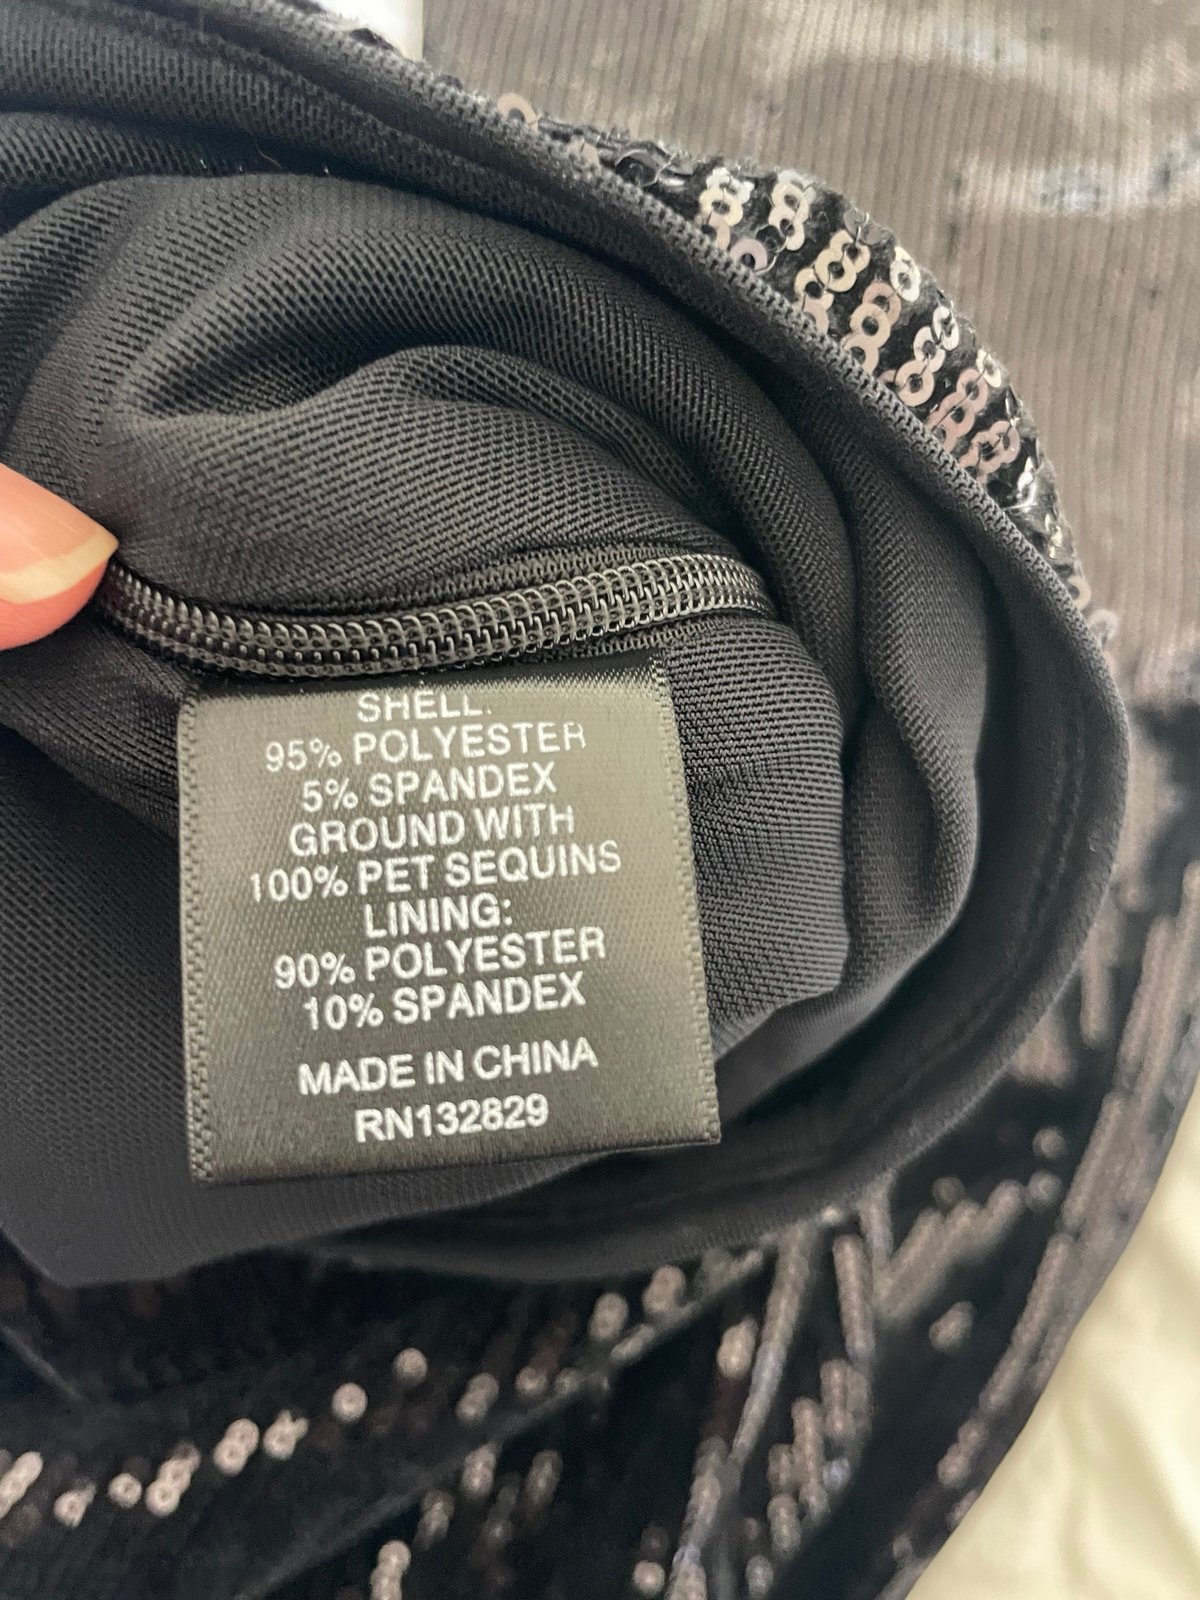 SHELL:
95% POLYESTER
5% SPANDEX
GROUND WITH
100% PET SEQUINS
LINING:
90% POLYESTER
10% SPANDEX
MADE IN CHINA
RN132829